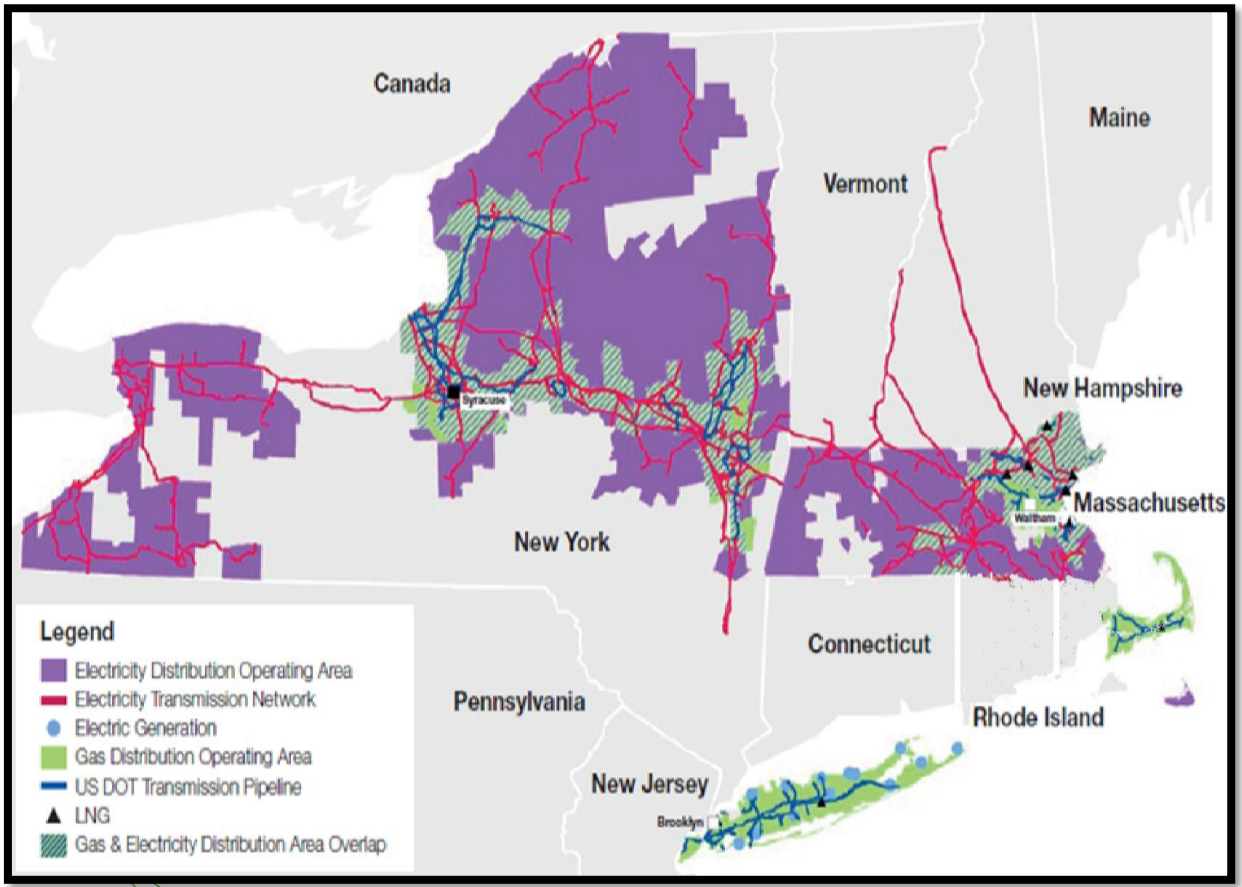 Canada
Maine
Vermont
New Hampshire
Syracuse
Massachusetts
Waltham
New York
Connecticut
Pennsylvania
Rhode Island
New Jersey
Brooklyn
Legend
Electricity Distribution Operating Area
Electricity Transmission Network
Electric Generation
Gas Distribution Operating Area
US DOT Transmission Pipeline
LNG
Gas & Electricity Distribution Area Overlap